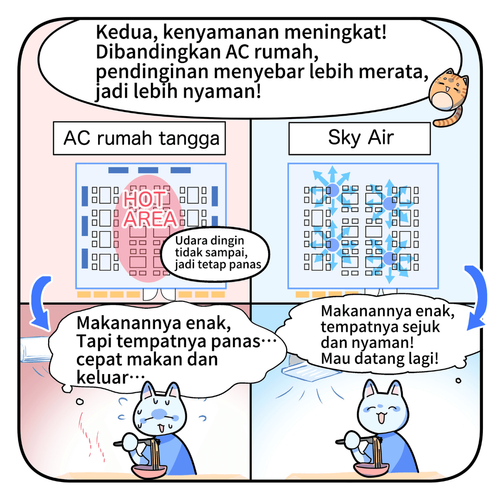 Kedua, kenyamanan meningkat!
Dibandingkan AC rumah,
pendinginan menyebar lebih merata,
jadi lebih nyaman!
AC rumah tangga
Sky Air
HOT
AREA
Udara dingin
tidak sampai,
jadi tetap panas
Makanannya enak,
Tapi tempatnya panas…
cepat makan dan
keluar…
Makanannya enak,
tempatnya sejuk
dan nyaman!
Mau datang lagi!